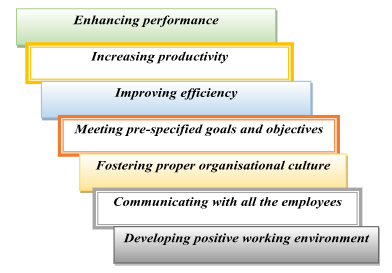 Enhancing performance
Increasing productivity
Improving efficiency
Meeting pre-specified goals and objectives
Fostering proper organisational culture
Communicating with all the employees
Developing positive working environment